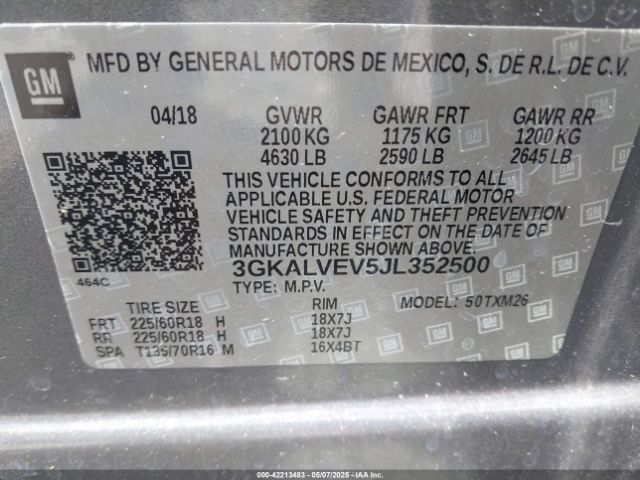 GM
MFD BY GENERAL MOTORS DE MEXICO, S. DE R.L. DE C.V.
04/18 GVWR GAWR FRT GAWR RR
2100 KG 1175 KG 1200 KG
4630 LB 2590 LB 2645 LB
THIS VEHICLE CONFORMS TO ALL
APPLICABLE U.S. FEDERAL MOTOR
VEHICLE SAFETY AND THEFT PREVENTION
STANDARDS IN EFFECT ON THE DATE OF
MANUFACTURE SHOWN ABOVE.
464C 3GKALVEV5JL352500
TYPE: M.P.V. MODEL: 50TXM26
TIRE SIZE RIM
FRT 225/60R18 H 18X7J
RR 225/60R18 H 18X7J
SPA T135/70R16 M 16X4BT
000-42213483 - 05/07/2025 - IAAI.COM